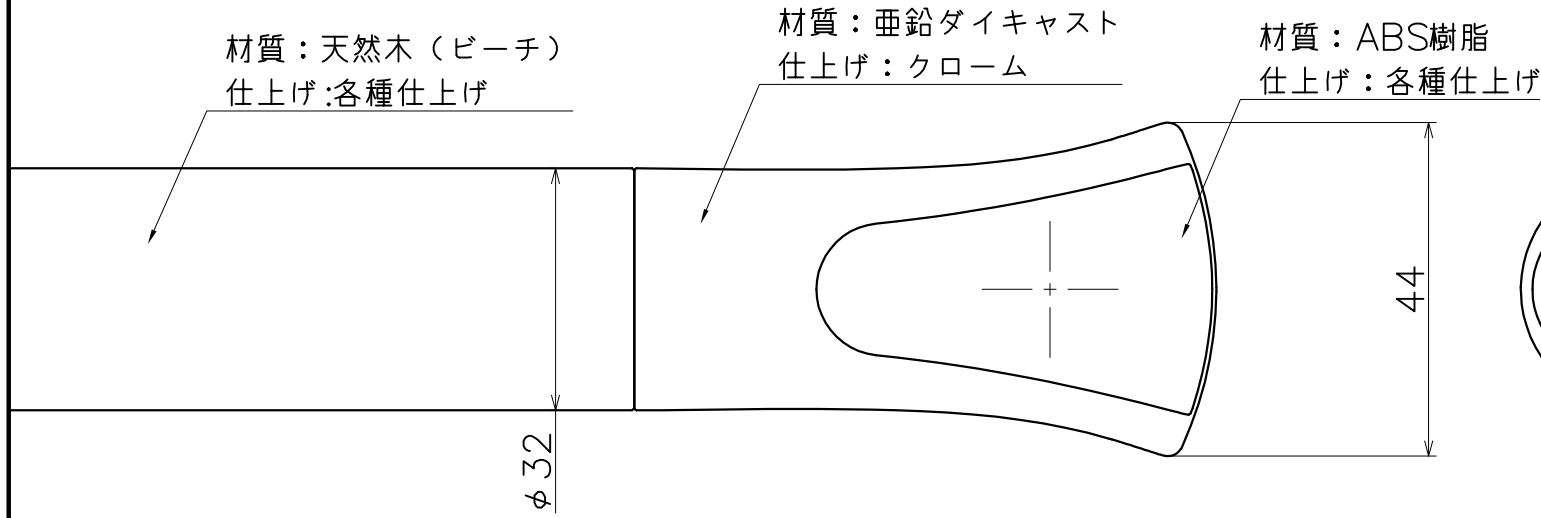 材質：天然木（ビーチ）
仕上げ：各種仕上げ
材質：亜鉛ダイキャスト
仕上げ：クローム
材質：ABS樹脂
仕上げ：各種仕上げ
φ32
44